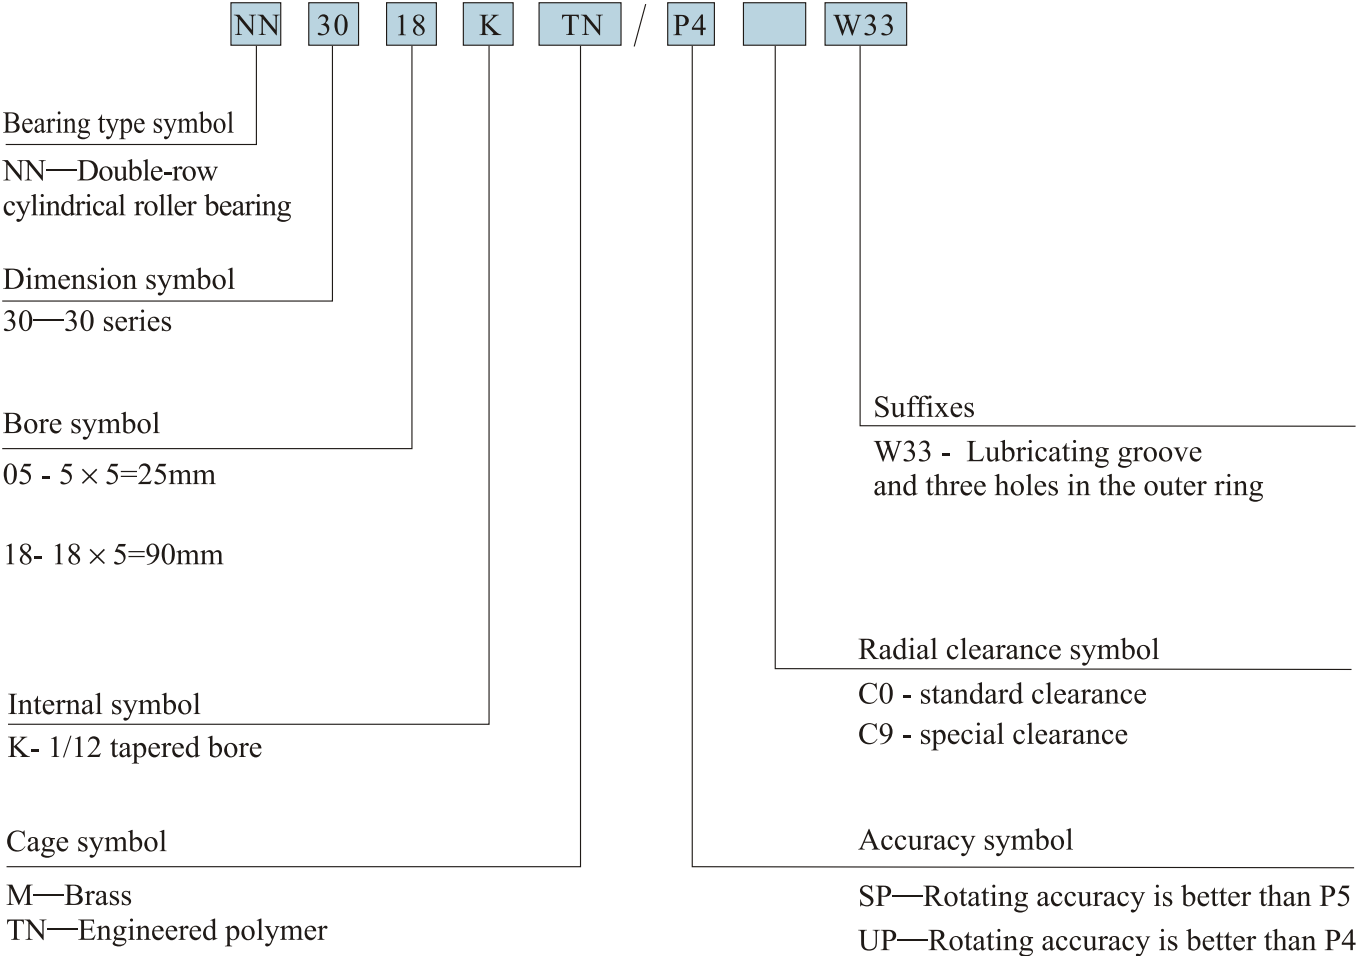 NN 30 18 K TN / P4 W33
Bearing type symbol
NN—Double-row
cylindrical roller bearing
Dimension symbol
30—30 series
Bore symbol
05 - 5 × 5=25mm
18- 18 × 5=90mm
Internal symbol
K- 1/12 tapered bore
Cage symbol
M—Brass
TN—Engineered polymer
Suffixes
W33 - Lubricating groove
and three holes in the outer ring
Radial clearance symbol
C0 - standard clearance
C9 - special clearance
Accuracy symbol
SP—Rotating accuracy is better than P5
UP—Rotating accuracy is better than P4